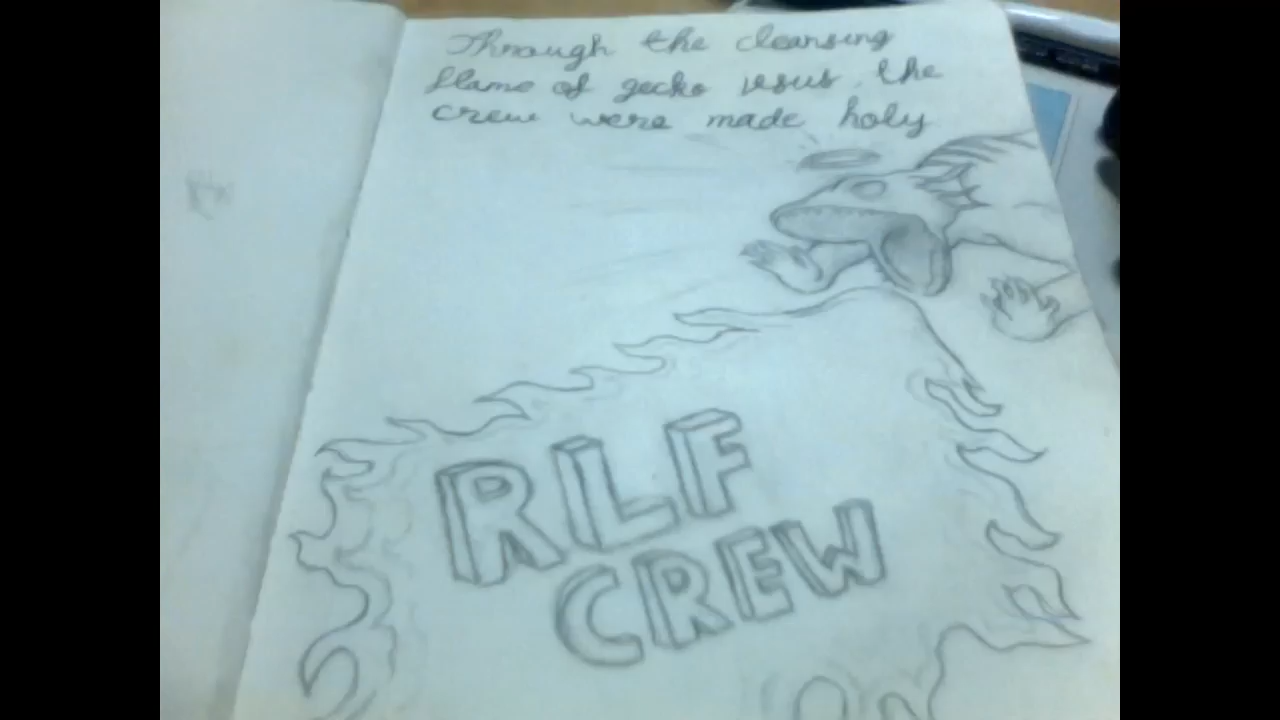 Through the cleansing
flame of gecko jesus, the
crew were made holy
RLF
CREW